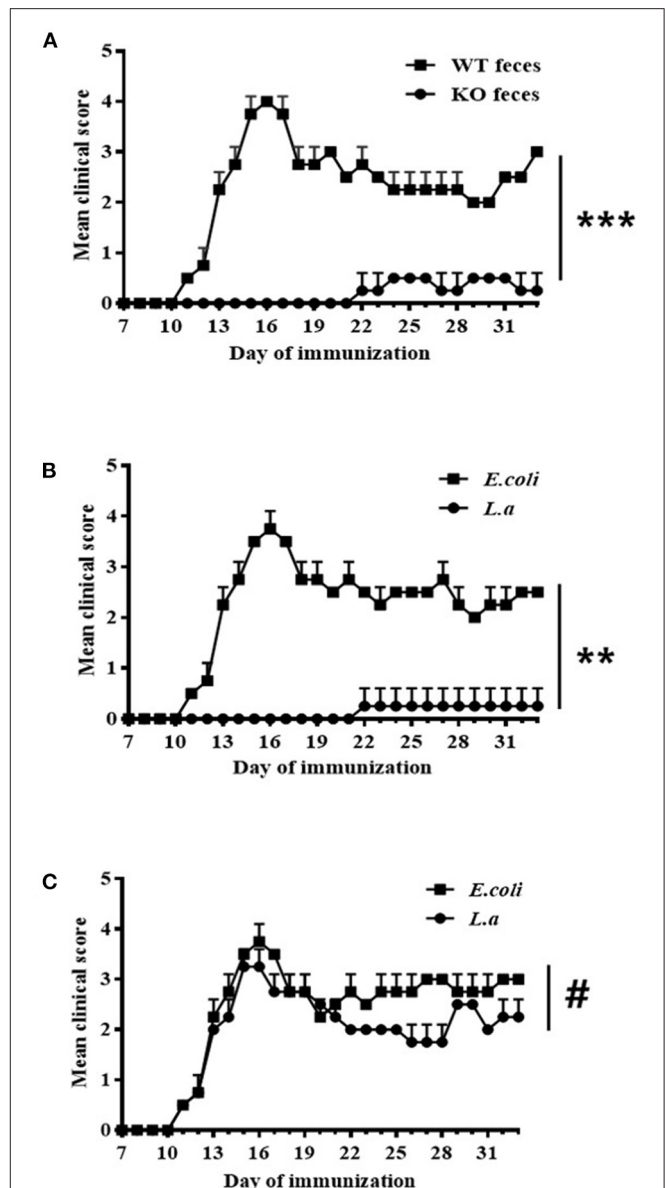 A
5
4
3
2
1
0
Mean clinical score
WT feces
KO feces
***
7 10 13 16 19 22 25 28 31
Day of immunization
B
5
4
3
2
1
0
Mean clinical score
E.coli
L.a
**
7 10 13 16 19 22 25 28 31
Day of immunization
C
5
4
3
2
1
0
Mean clinical score
E.coli
L.a
#
7 10 13 16 19 22 25 28 31
Day of immunization